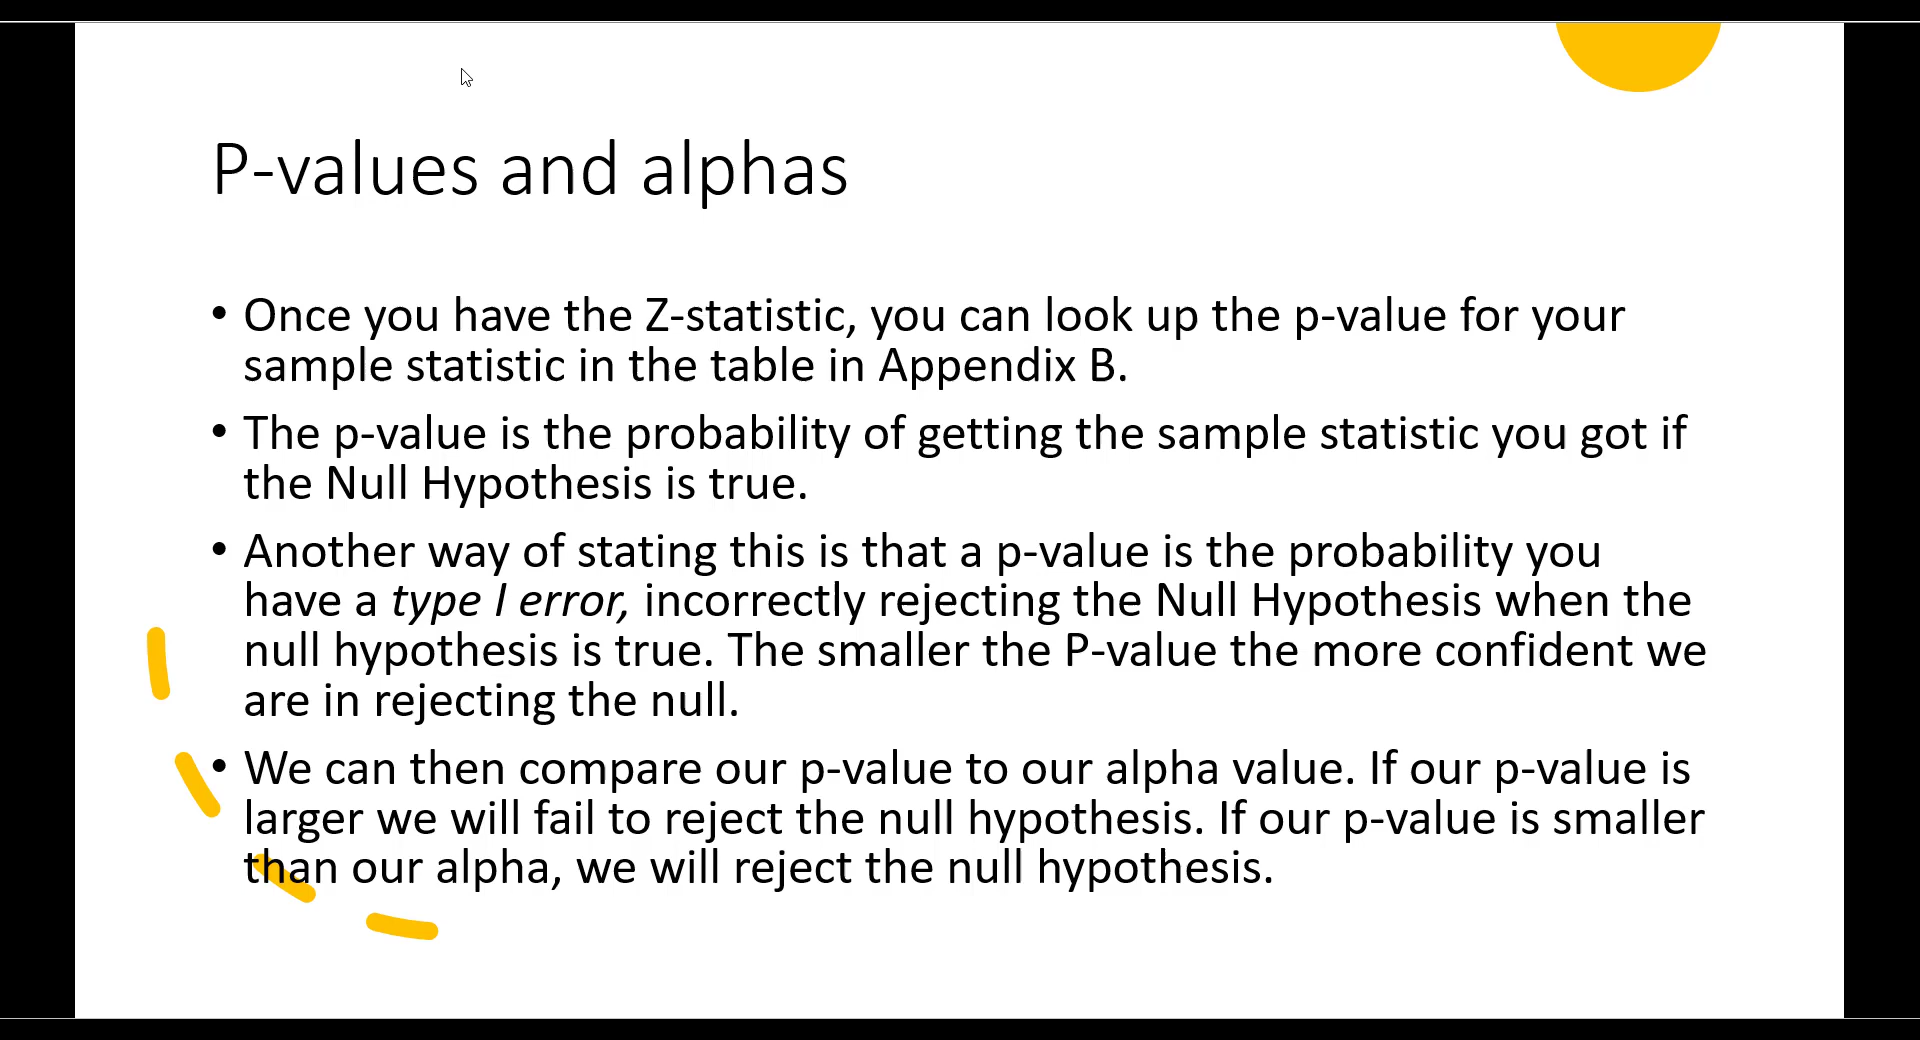 P-values and alphas
• Once you have the Z-statistic, you can look up the p-value for your
sample statistic in the table in Appendix B.
• The p-value is the probability of getting the sample statistic you got if
the Null Hypothesis is true.
• Another way of stating this is that a p-value is the probability you
have a type I error, incorrectly rejecting the Null Hypothesis when the
null hypothesis is true. The smaller the P-value the more confident we
are in rejecting the null.
• We can then compare our p-value to our alpha value. If our p-value is
larger we will fail to reject the null hypothesis. If our p-value is smaller
than our alpha, we will reject the null hypothesis.